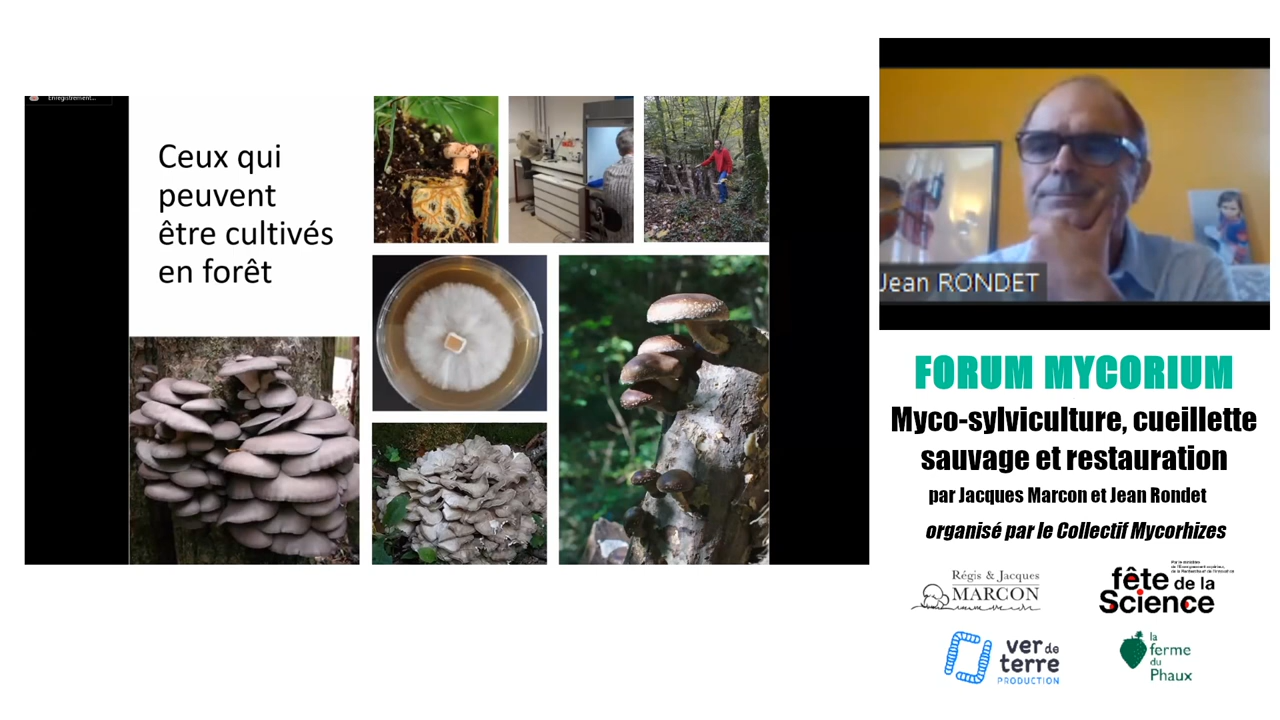 Enregistrement...
Ceux qui
peuvent
être cultivés
en forêt
Jean RONDET
FORUM MYCORIUM
Myco-sylviculture, cueillette
sauvage et restauration
par Jacques Marcon et Jean Rondet
organisé par le Collectif Mycorhizes
Régis & Jacques
MARCON
fête de la
Science
ver de
terre
PRODUCTION
la
ferme
du
Phaux